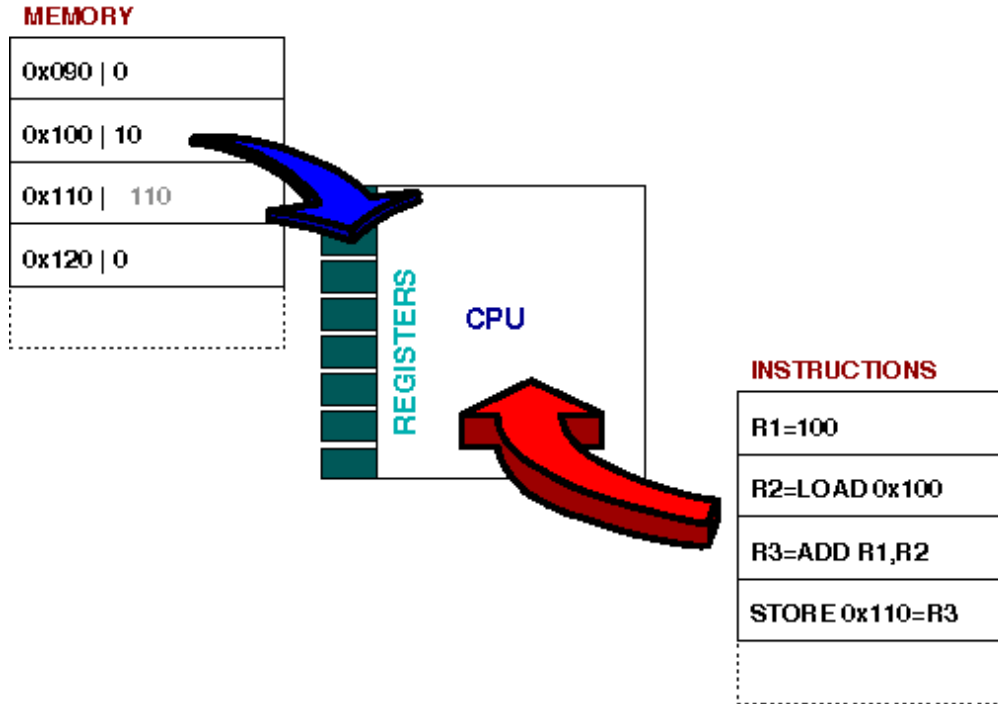 MEMORY
0x090 | 0
0x100 | 10
0x110 | 110
0x120 | 0
REGISTERS
CPU
INSTRUCTIONS
R1=100
R2=LOAD 0x100
R3=ADD R1,R2
STORE 0x110=R3